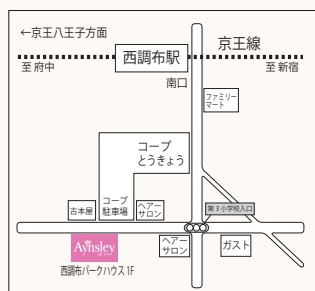 ←京王八王子方面
京王線
西調布駅
至 府中
南口
至 新宿
ファミリー
マート
コープ
とうきょう
コープ
駐車場
古本屋
ヘアー
サロン
第3小学校入口
Aynsley
ヘアー
サロン
ガスト
西調布パークハウス 1F